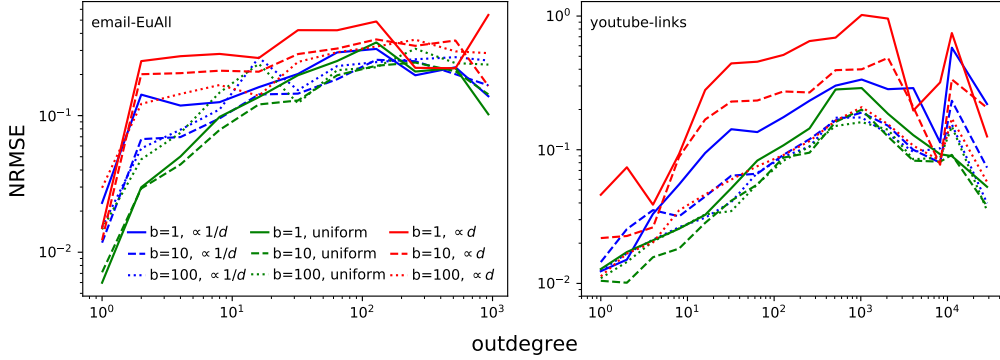 email-EuAll
youtube-links
NRMSE
10⁻¹
10⁻²
b=1, ∝1/d
b=10, ∝1/d
b=100, ∝1/d
b=1, uniform
b=10, uniform
b=100, uniform
b=1, ∝d
b=10, ∝d
b=100, ∝d
10⁰ 10¹ 10² 10³
10⁰
10⁻¹
10⁻²
10⁰ 10¹ 10² 10³ 10⁴
outdegree